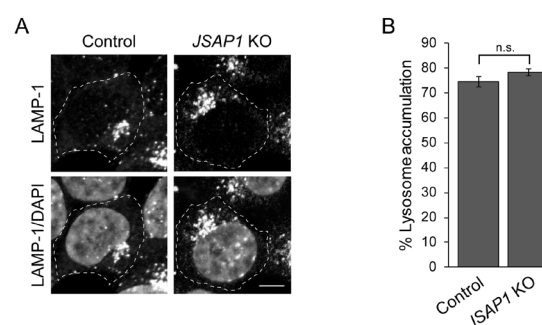 A
B
Control
JSAP1 KO
LAMP-1
LAMP-1/DAPI
n.s.
% Lysosome accumulation
90
80
70
60
50
40
30
20
10
0
Control
JSAP1 KO